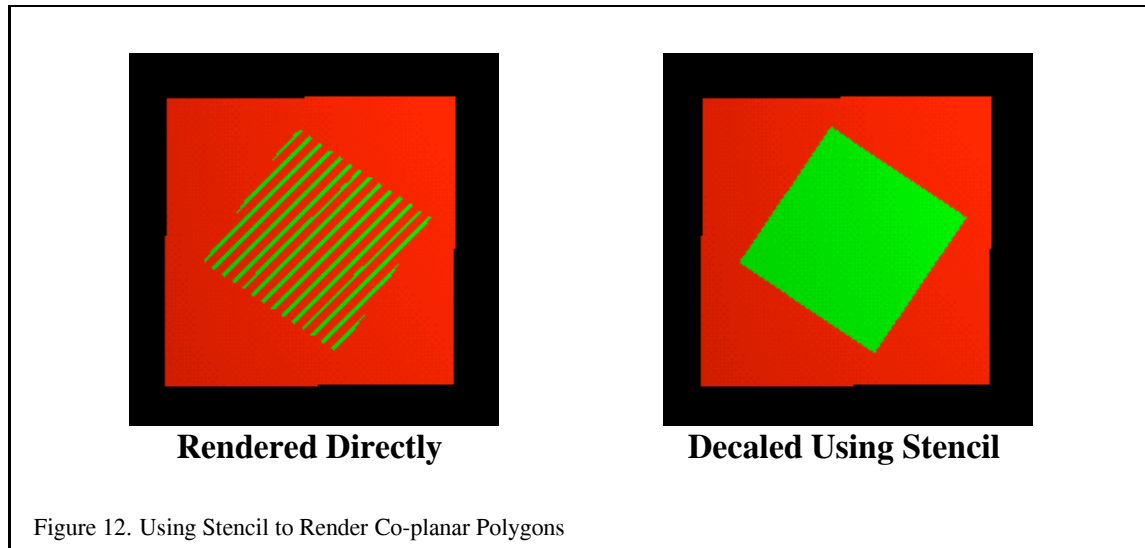 Rendered Directly
Decaled Using Stencil
Figure 12. Using Stencil to Render Co-planar Polygons